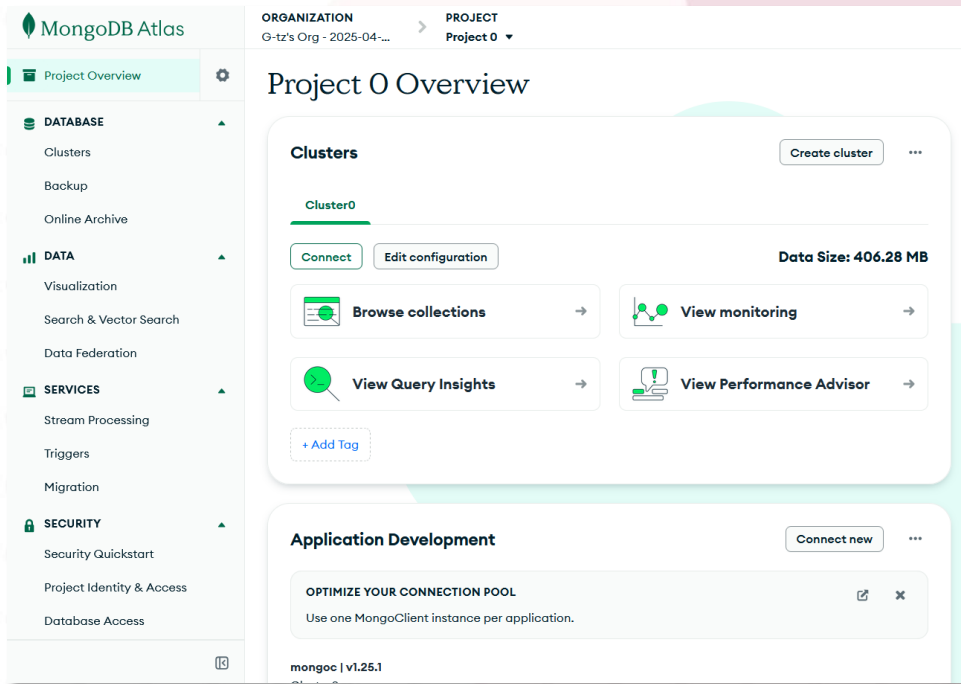 MongoDB Atlas
ORGANIZATION
G-tz's Org - 2025-04-...
PROJECT
Project 0
Project Overview
DATABASE
Clusters
Backup
Online Archive
DATA
Visualization
Search & Vector Search
Data Federation
SERVICES
Stream Processing
Triggers
Migration
SECURITY
Security Quickstart
Project Identity & Access
Database Access
Project 0 Overview
Clusters
Create cluster
Cluster0
Connect
Edit configuration
Data Size: 406.28 MB
Browse collections
View monitoring
View Query Insights
View Performance Advisor
+ Add Tag
Application Development
Connect new
OPTIMIZE YOUR CONNECTION POOL
Use one MongoClient instance per application.
mongoc | v1.25.1